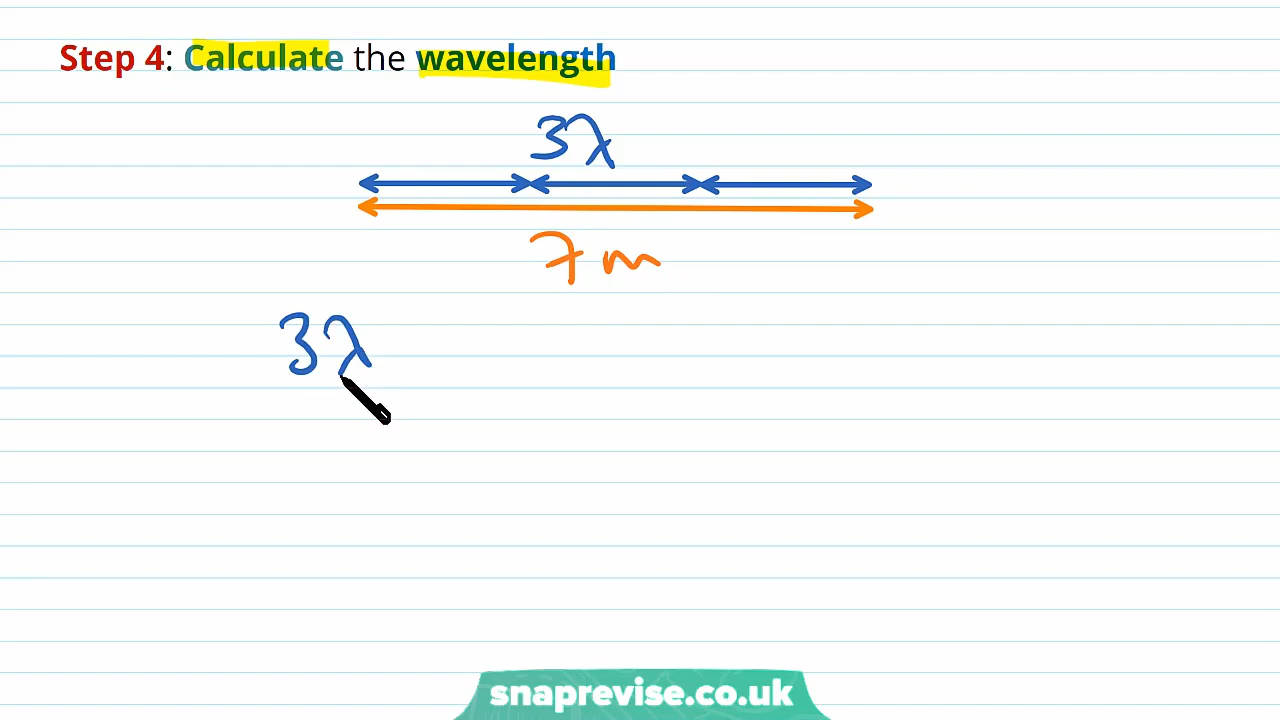 Step 4: Calculate the wavelength
3λ
7m
3λ
snaprevise.co.uk